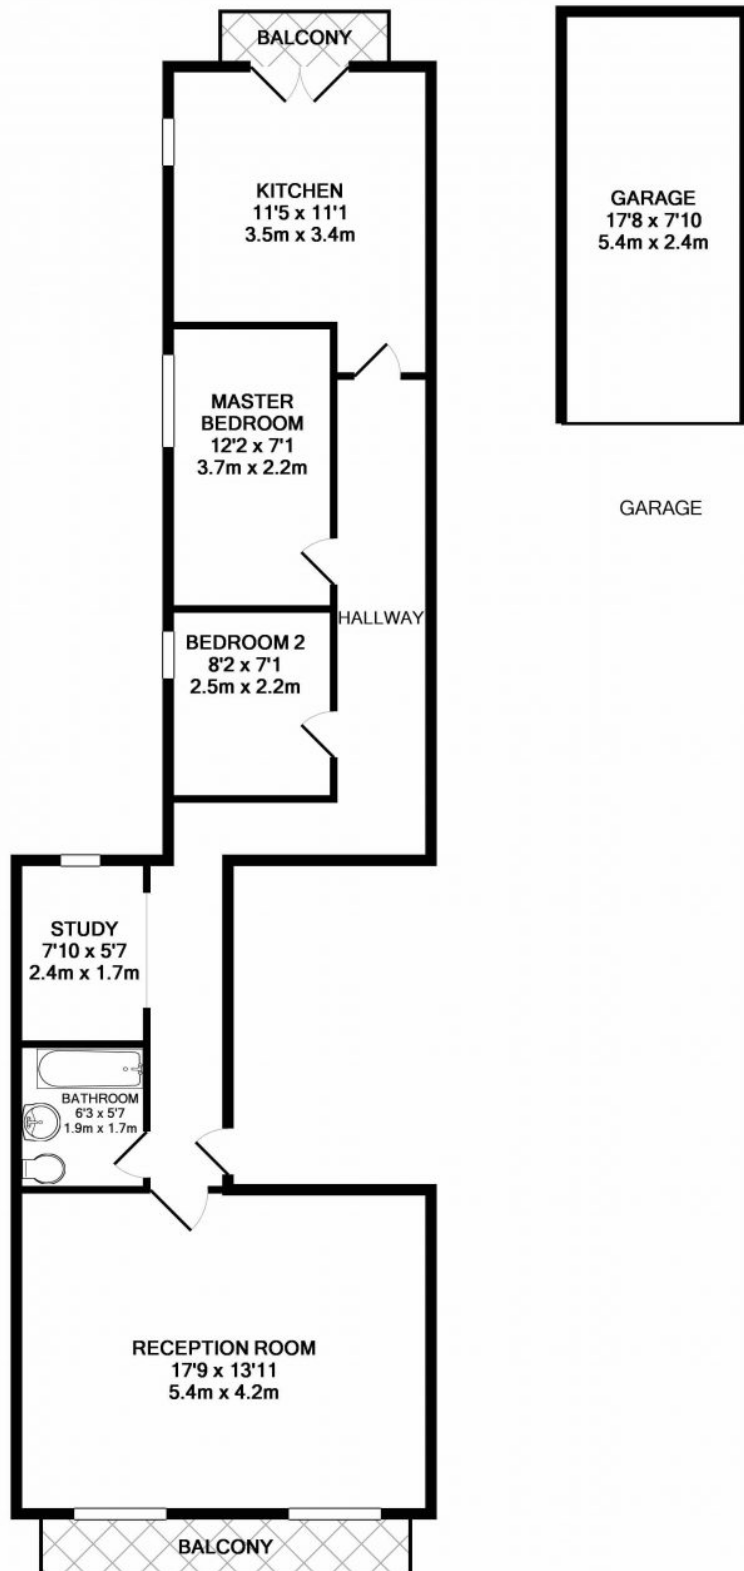 BALCONY
KITCHEN
11'5 x 11'1
3.5m x 3.4m
GARAGE
17'8 x 7'10
5.4m x 2.4m
GARAGE
MASTER
BEDROOM
12'2 x 7'1
3.7m x 2.2m
HALLWAY
BEDROOM 2
8'2 x 7'1
2.5m x 2.2m
STUDY
7'10 x 5'7
2.4m x 1.7m
BATHROOM
6'3 x 5'7
1.9m x 1.7m
RECEPTION ROOM
17'9 x 13'11
5.4m x 4.2m
BALCONY